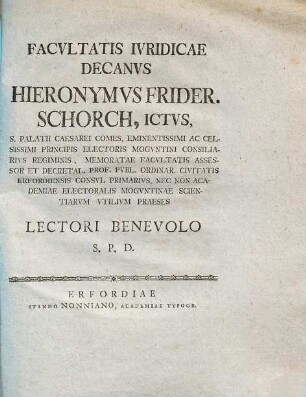 FACVLTATIS IVRIDICAE
DECANVS
HIERONYMVS FRIDER.
SCHORCH, ICTVS,
S. PALATII CAESAREI COMES, EMINENTISSIMI AC CEL-
SISSIMI PRINCIPIS ELECTORIS MOGVNTINI CONSILIA-
RIVS REGIMINIS, MEMORATAE FACVLTATIS ASSES-
SOR ET DECRETAL. PROF. PVBL. ORDINAR. CIVITATIS
ERFORDIENSIS CONSVL PRIMARIVS, NEC NON ACA-
DEMIAE ELECTORALIS MOGVNTINAE SCIEN-
TIARVM VTILIVM PRAESES
LECTORI BENEVOLO
S. P. D.
ERFORDIAE
STANNO NONNIANO, ACADEMIAE TYPOGR.